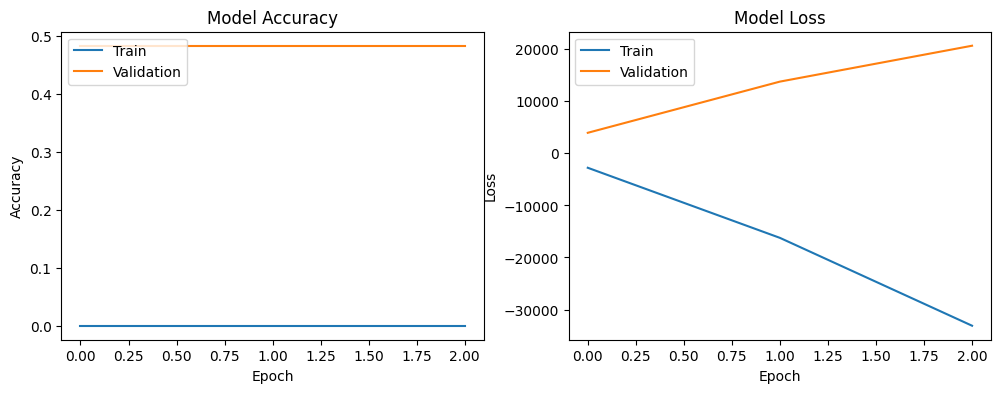 Model Accuracy
Train
Validation
0.5
0.4
0.3
0.2
0.1
0.0
Accuracy
0.00 0.25 0.50 0.75 1.00 1.25 1.50 1.75 2.00
Epoch
Model Loss
Train
Validation
20000
10000
0
−10000
−20000
−30000
Loss
0.00 0.25 0.50 0.75 1.00 1.25 1.50 1.75 2.00
Epoch